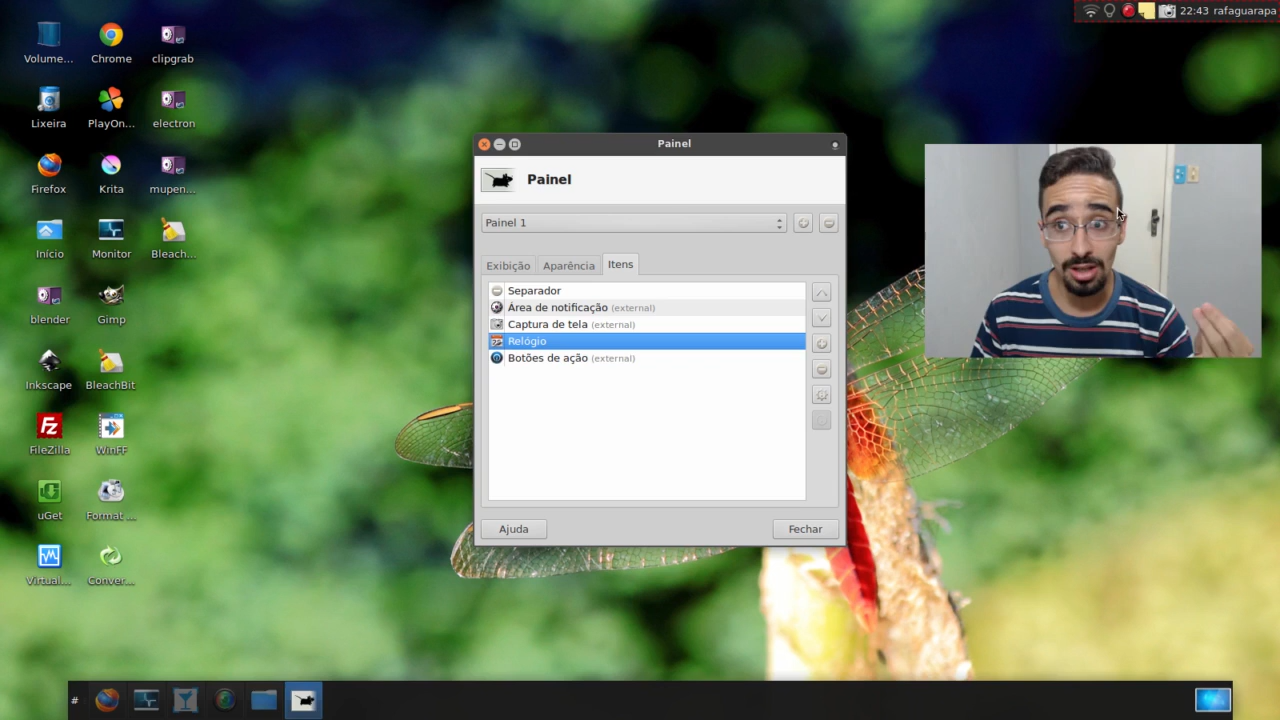 22:43 rafaguarapa
Volume...
Chrome
clipgrab
Lixeira
PlayOn...
electron
Firefox
Krita
mupen...
Início
Monitor
Bleach...
blender
Gimp
Inkscape
BleachBit
FileZilla
WinFF
uGet
Format ...
Virtual...
Conver...
Painel
Painel
Painel 1
Exibição
Aparência
Itens
Separador
Área de notificação (external)
Captura de tela (external)
Relógio
Botões de ação (external)
Ajuda
Fechar
#